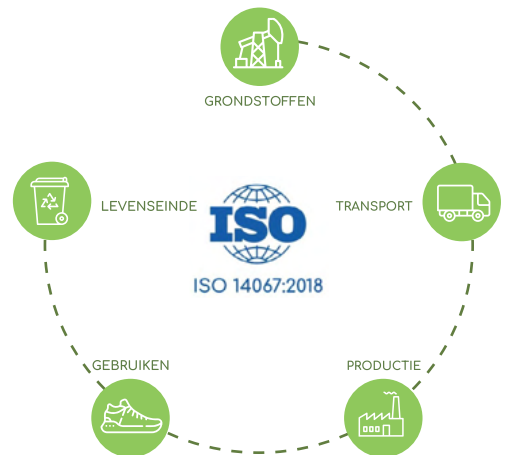 GRONDSTOFFEN
LEVENSEINDE
ISO
TRANSPORT
ISO 14067:2018
GEBRUIKEN
PRODUCTIE